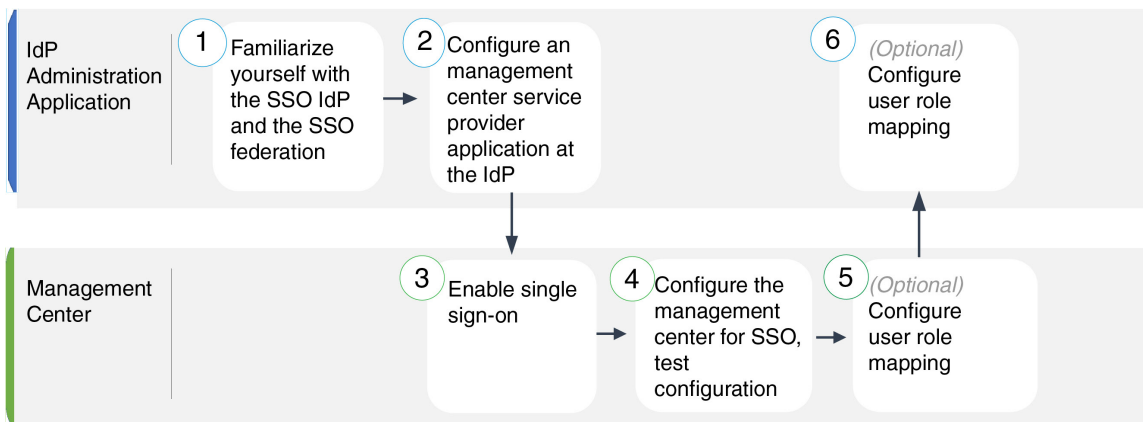 IdP
Administration
Application
1
Familiarize
yourself with
the SSO IdP
and the SSO
federation
2
Configure an
management
center service
provider
application at
the IdP
6
(Optional)
Configure
user role
mapping
Management
Center
3
Enable single
sign-on
4
Configure the
management
center for SSO,
test
configuration
5
(Optional)
Configure
user role
mapping